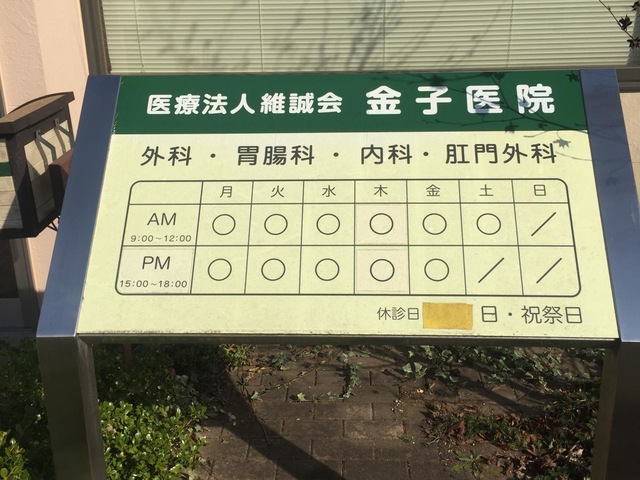 医療法人維誠会 金子医院
外科・胃腸科・内科・肛門外科
月 火 水 木 金 土 日
AM ○ ○ ○ ○ ○ ○ ／
9:00～12:00
PM ○ ○ ○ ○ ○ ／ ／
15:00～18:00
休診日 日・祝祭日